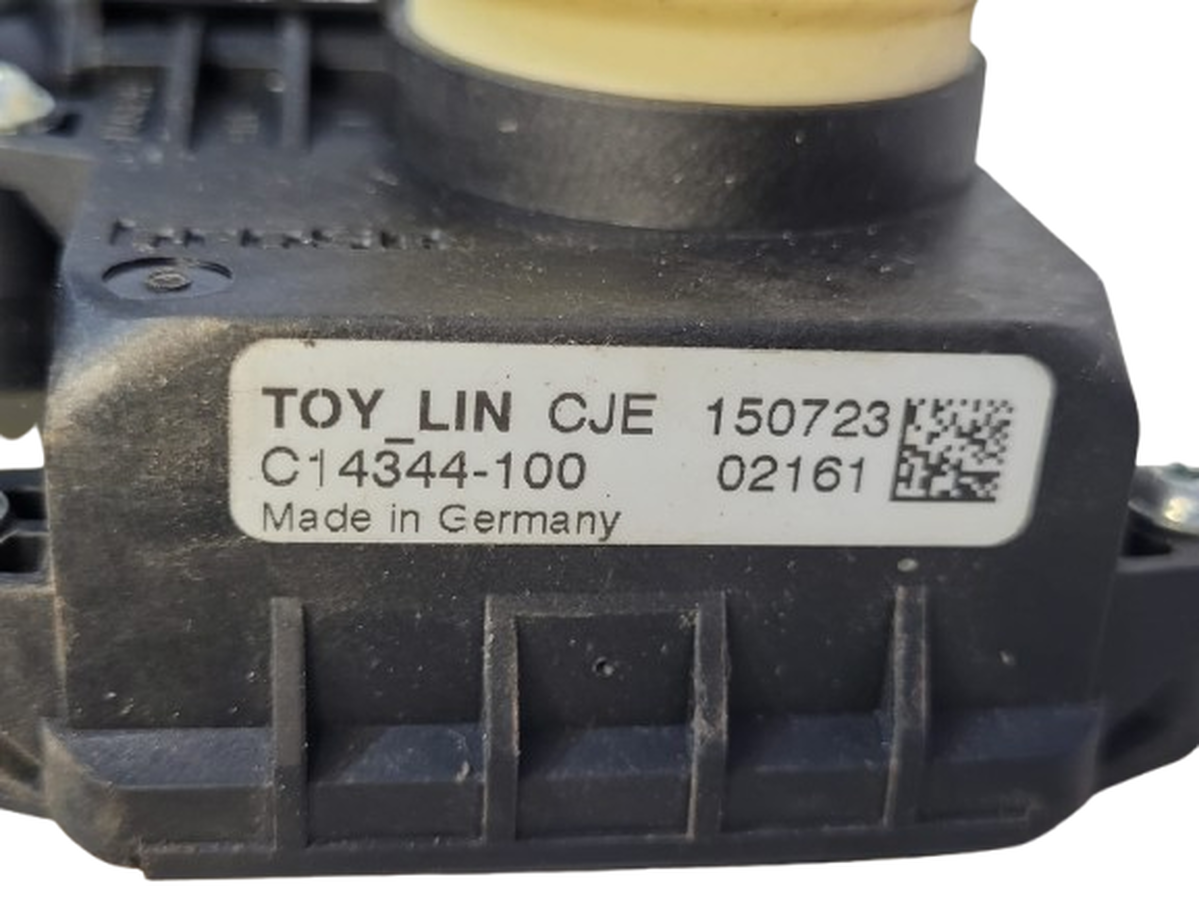 TOY_LIN CJE 150723
C14344-100 02161
Made in Germany